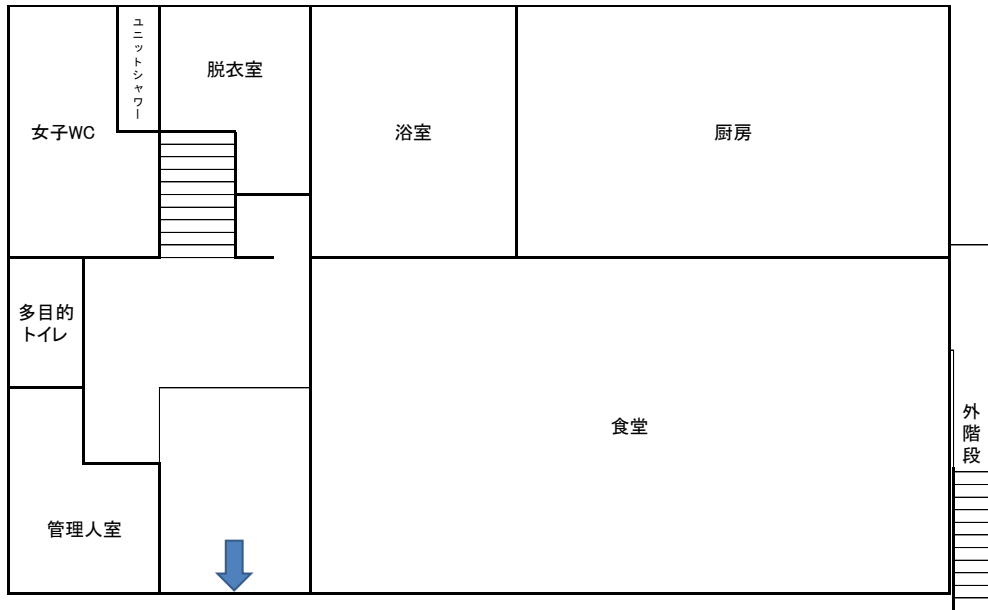 ユニットシャワー
脱衣室
女子WC
浴室
厨房
多目的
トイレ
食堂
外階段
管理人室